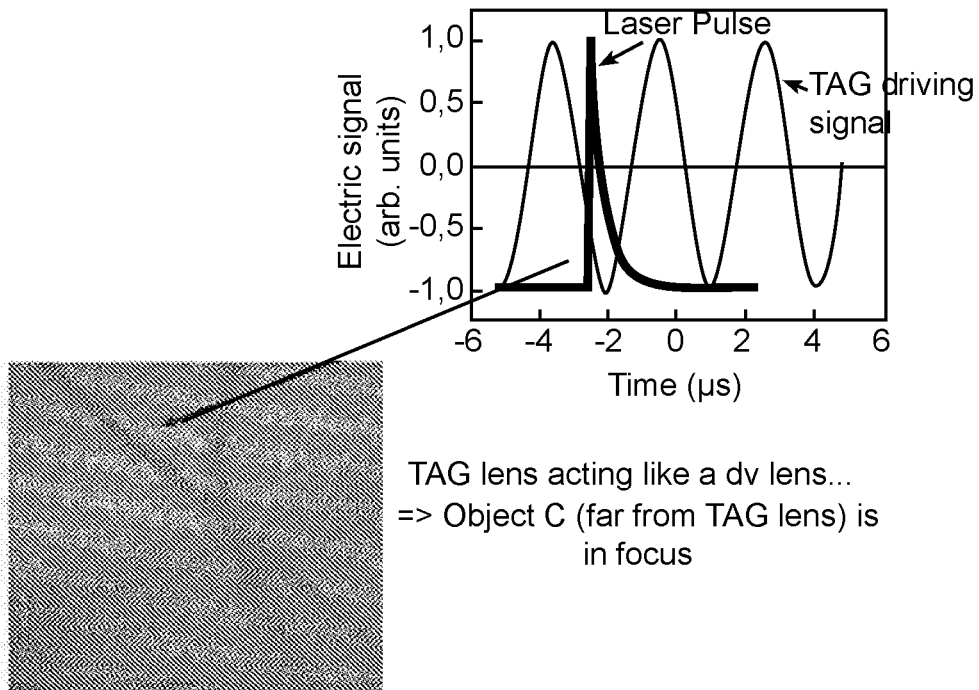 Laser Pulse
TAG driving
signal
Electric signal
(arb. units)
1,0
0,5
0,0
-0,5
-1,0
-6
-4
-2
0
2
4
6
Time (µs)
TAG lens acting like a dv lens...
=> Object C (far from TAG lens) is
in focus